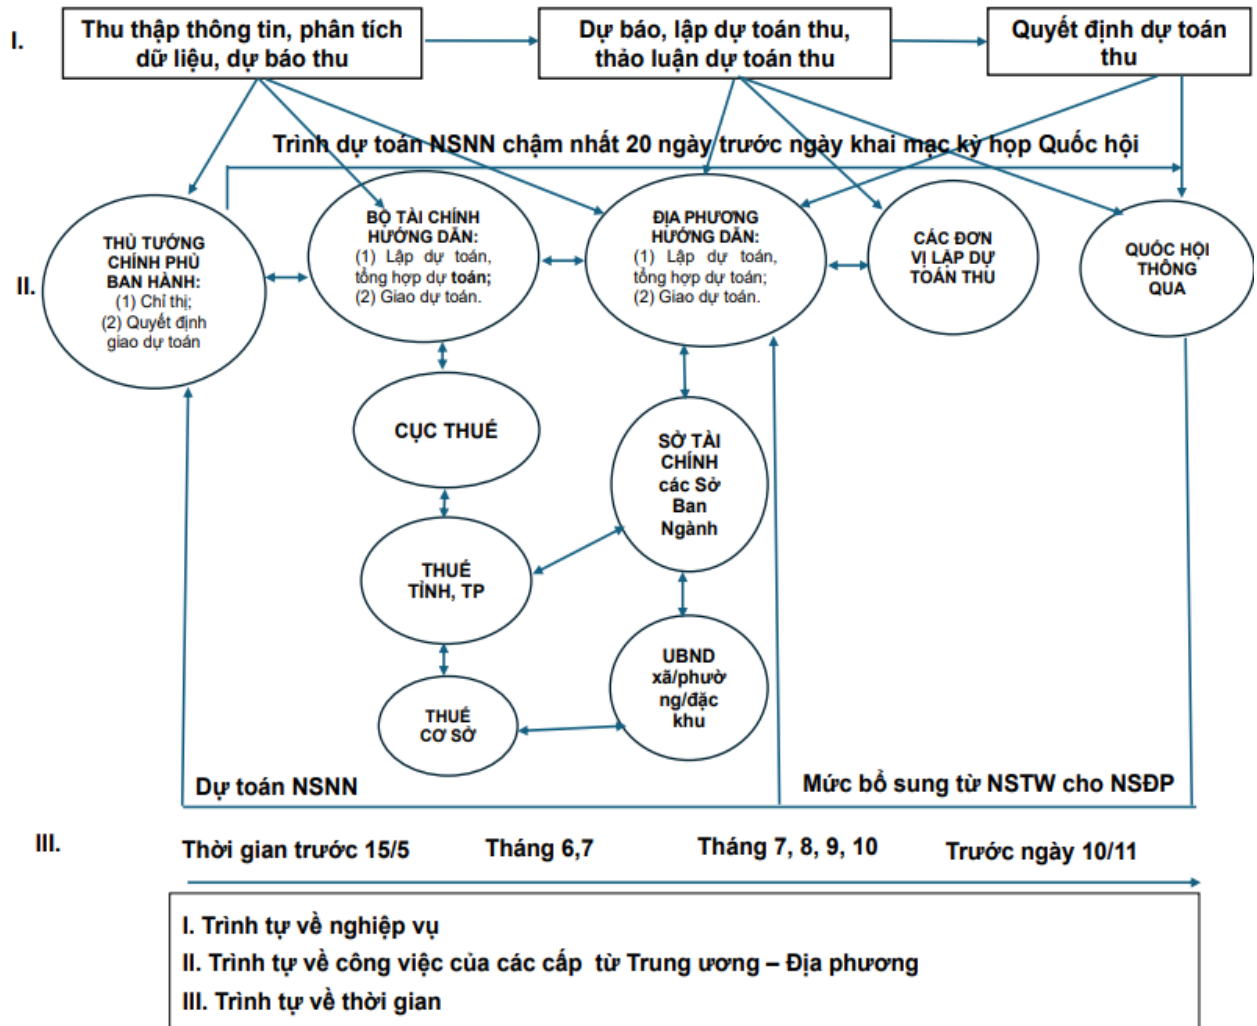 I.
Thu thập thông tin, phân tích
dữ liệu, dự báo thu
Dự báo, lập dự toán thu,
thảo luận dự toán thu
Quyết định dự toán
thu
Trình dự toán NSNN chậm nhất 20 ngày trước ngày khai mạc kỳ họp Quốc hội
II.
THỦ TƯỚNG
CHÍNH PHỦ
BAN HÀNH:
(1) Chỉ thị;
(2) Quyết định
giao dự toán
BỘ TÀI CHÍNH
HƯỚNG DẪN:
(1) Lập dự toán,
tổng hợp dự toán;
(2) Giao dự toán.
ĐỊA PHƯƠNG
HƯỚNG DẪN:
(1) Lập dự toán,
tổng hợp dự toán;
(2) Giao dự toán.
CÁC ĐƠN
VỊ LẬP DỰ
TOÁN THU
QUỐC HỘI
THÔNG
QUA
CỤC THUẾ
SỞ TÀI
CHÍNH
các Sở
Ban
Ngành
THUẾ
TỈNH, TP
UBND
xã/phườ
ng/đặc
khu
THUẾ
CƠ SỞ
Dự toán NSNN
Mức bổ sung từ NSTW cho NSĐP
III.
Thời gian trước 15/5
Tháng 6,7
Tháng 7, 8, 9, 10
Trước ngày 10/11
I. Trình tự về nghiệp vụ
II. Trình tự về công việc của các cấp từ Trung ương – Địa phương
III. Trình tự về thời gian